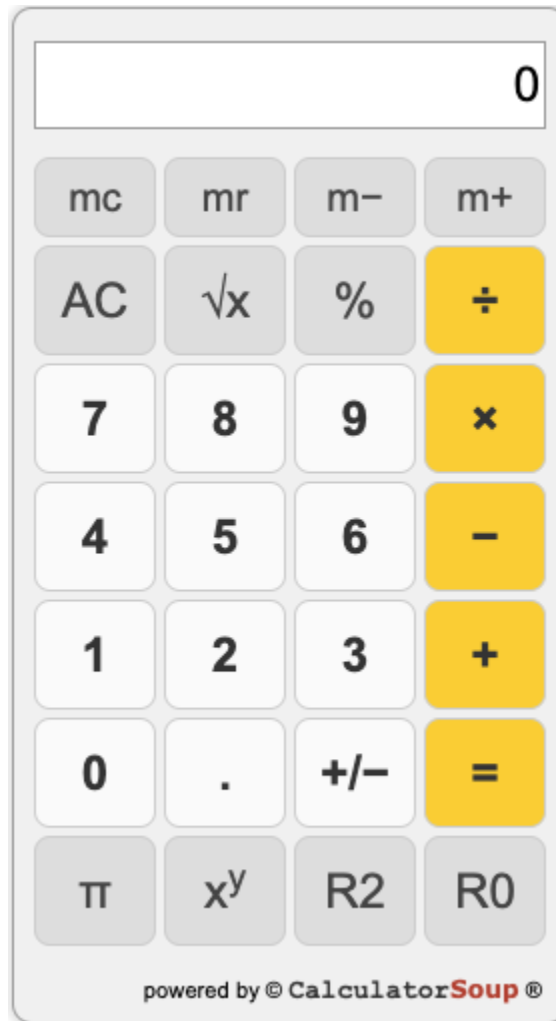 0
mc mr m− m+
AC √x % ÷
7 8 9 ×
4 5 6 −
1 2 3 +
0 . +/− =
π xʸ R2 R0
powered by © CalculatorSoup ®